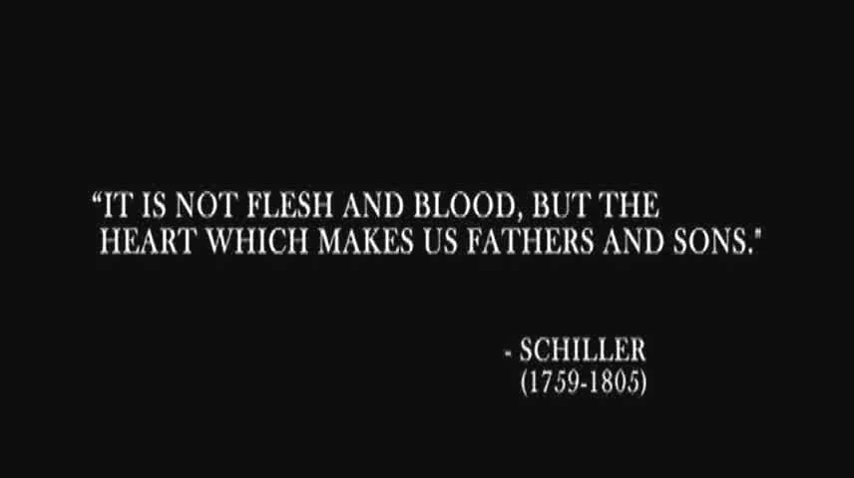 “IT IS NOT FLESH AND BLOOD, BUT THE
HEART WHICH MAKES US FATHERS AND SONS."
- SCHILLER
(1759-1805)